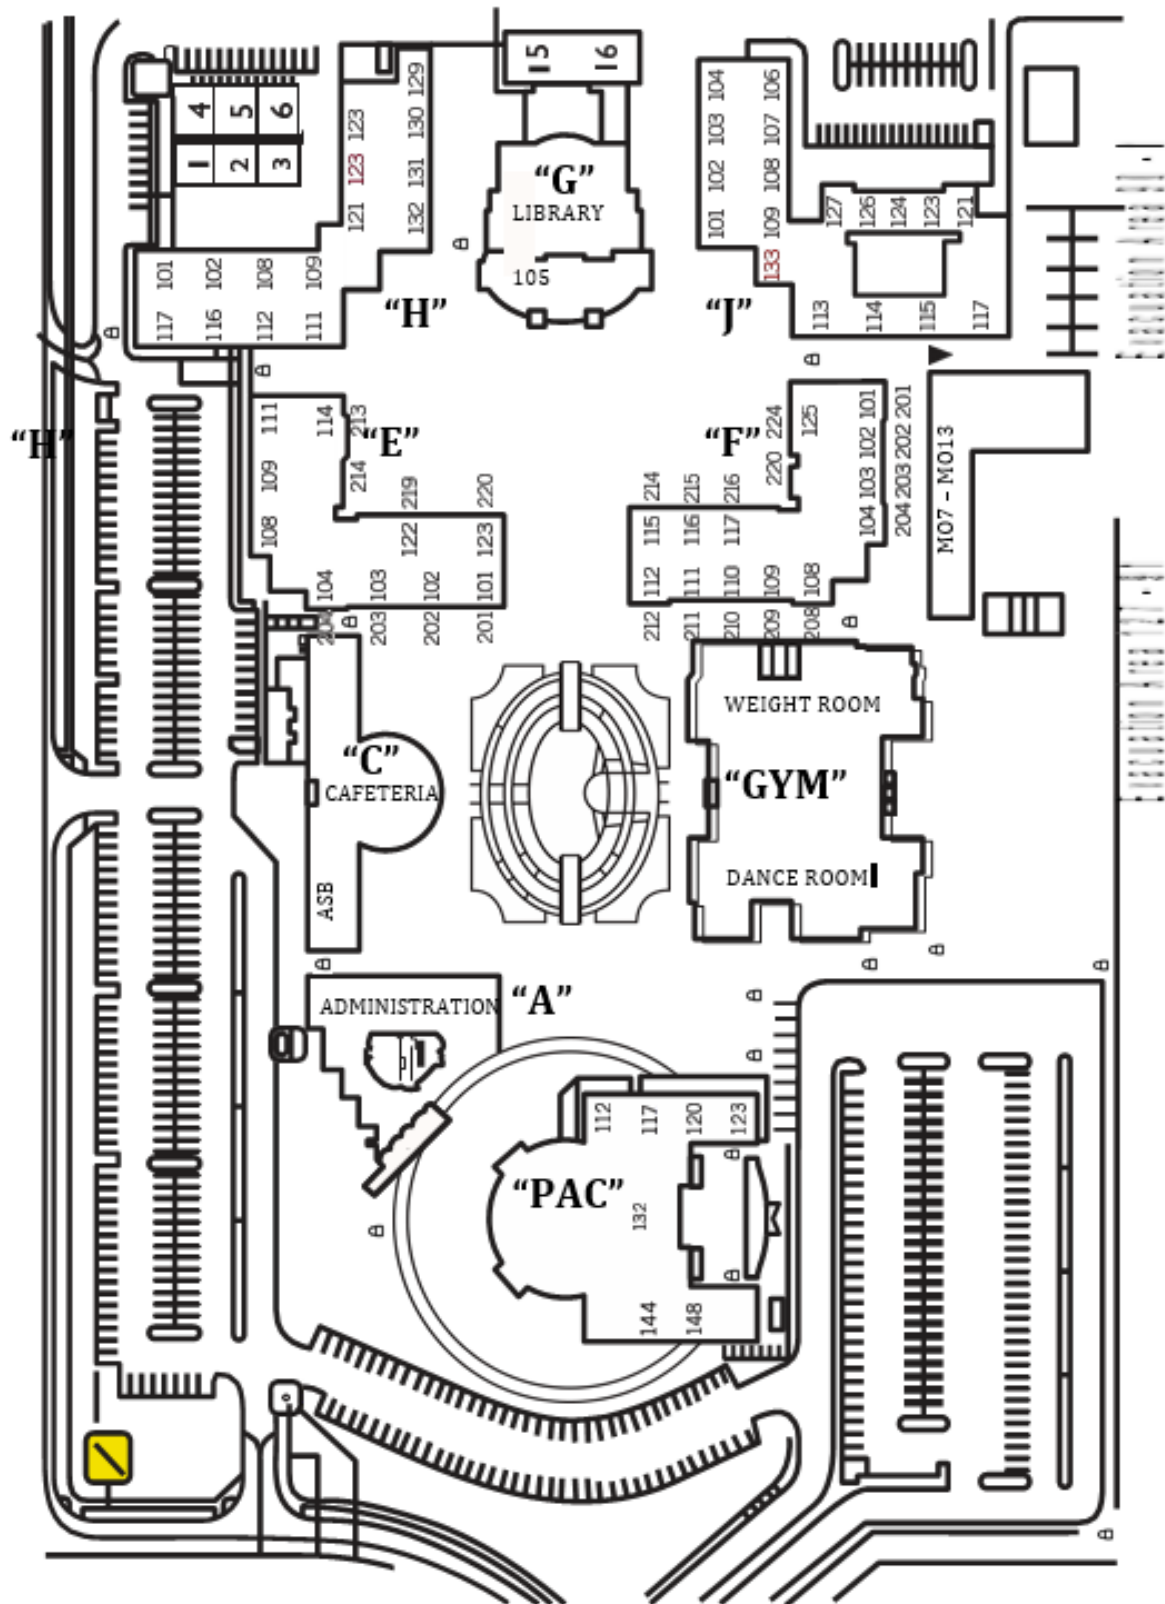 15 16
4 5 6
1 2 3
123 129
123 130
121 131
132
101 102 108 109
117 116 112 111
“H”
“G”
LIBRARY
105
104 106
103 107
102 108
101 109
133
127 126 124 123 121
113 114 115 117
“J”
“H”
111 114 213
109 214
108
“E”
219 220
122 123
104 103 102 101
204 203 202 201
“F”
224 125 101 201
220 102 202
103 203
104 204
214 215 216
115 116 117
112 111 110 109 108
212 211 210 209 208
MO7 - MO13
“C”
CAFETERIA
ASB
WEIGHT ROOM
“GYM”
DANCE ROOM
ADMINISTRATION
“A”
112 117 120 123
“PAC”
132
144 148